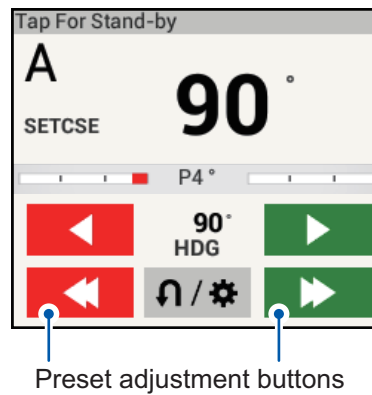 Tap For Stand-by
A
90°
SETCSE
P4°
90°
HDG
/
Preset adjustment buttons